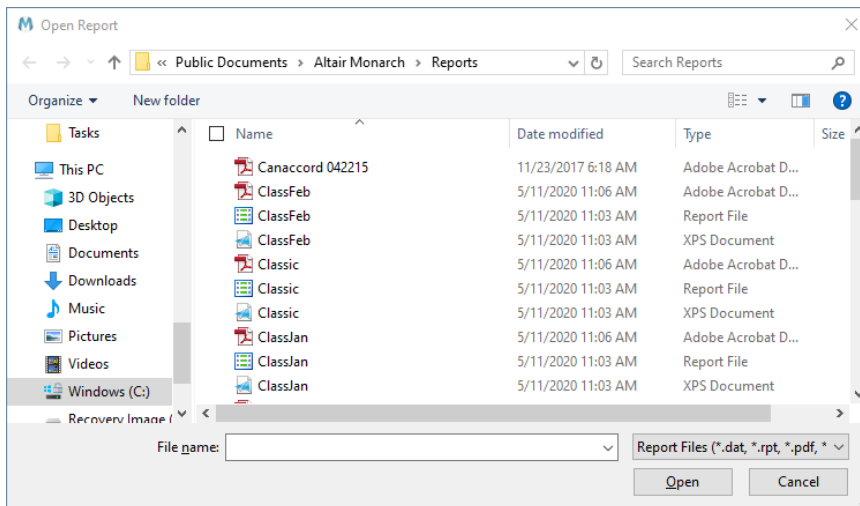 Open Report
« Public Documents > Altair Monarch > Reports
Search Reports
Organize New folder
Tasks
This PC
3D Objects
Desktop
Documents
Downloads
Music
Pictures
Videos
Windows (C:)
Recovery Image (
Name Date modified Type Size
Canaccord 042215 11/23/2017 6:18 AM Adobe Acrobat D...
ClassFeb 5/11/2020 11:06 AM Adobe Acrobat D...
ClassFeb 5/11/2020 11:03 AM Report File
ClassFeb 5/11/2020 11:03 AM XPS Document
Classic 5/11/2020 11:06 AM Adobe Acrobat D...
Classic 5/11/2020 11:03 AM Report File
Classic 5/11/2020 11:03 AM XPS Document
ClassJan 5/11/2020 11:06 AM Adobe Acrobat D...
ClassJan 5/11/2020 11:03 AM Report File
ClassJan 5/11/2020 11:03 AM XPS Document
File name:
Report Files (*.dat, *.rpt, *.pdf, *
Open Cancel